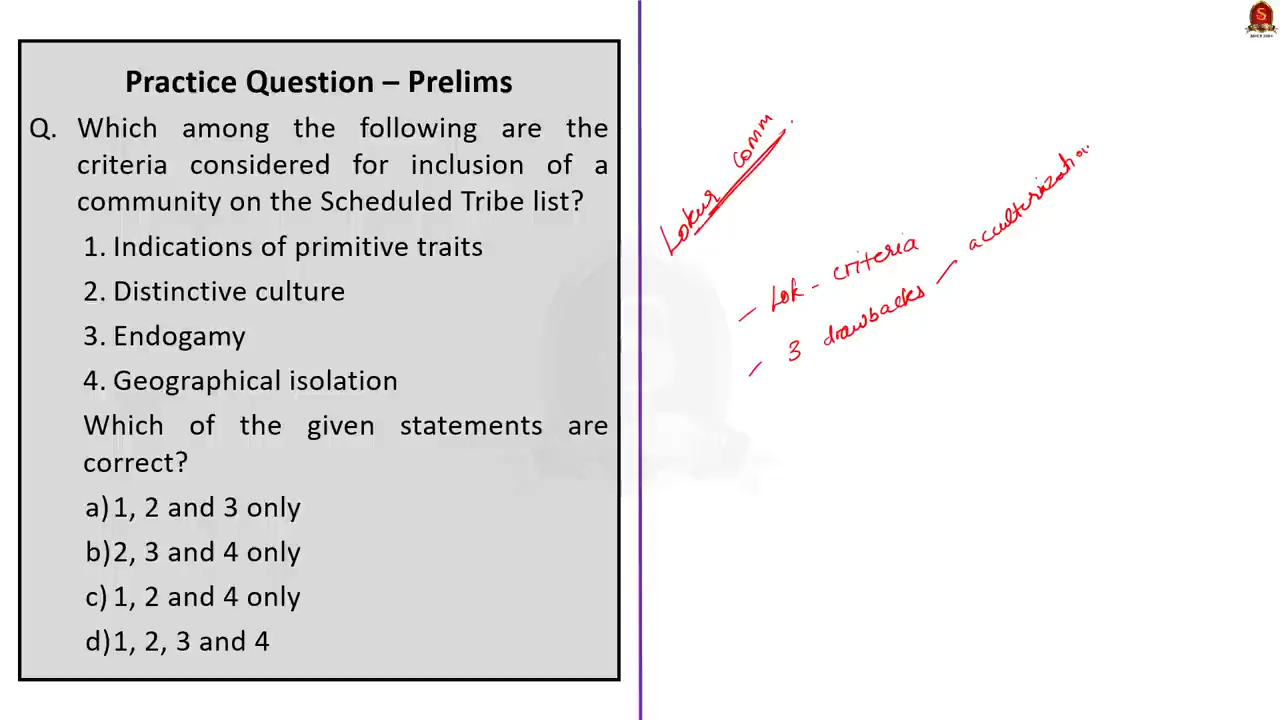 Practice Question – Prelims
Q. Which among the following are the
criteria considered for inclusion of a
community on the Scheduled Tribe list?
1. Indications of primitive traits
2. Distinctive culture
3. Endogamy
4. Geographical isolation
Which of the given statements are
correct?
a) 1, 2 and 3 only
b) 2, 3 and 4 only
c) 1, 2 and 4 only
d) 1, 2, 3 and 4
Lokur comm.
– Lok - criteria
– 3 drawbacks – acculterization